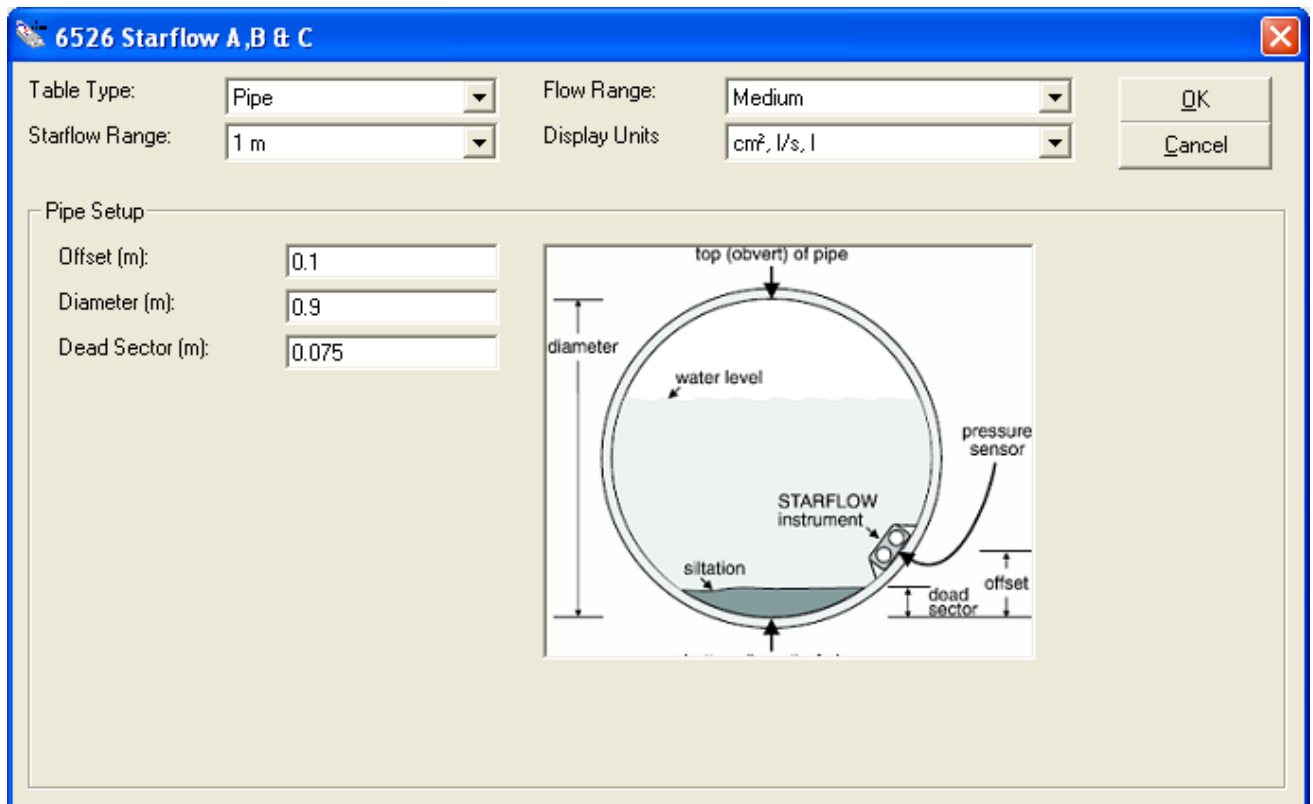 6526 Starflow A,B & C
Table Type: Pipe Flow Range: Medium OK
Starflow Range: 1 m Display Units cm², l/s, l Cancel
Pipe Setup
Offset (m): 0.1
Diameter (m): 0.9
Dead Sector (m): 0.075
top (obvert) of pipe
diameter
water level
pressure
sensor
STARFLOW
instrument
siltation
offset
dead
sector